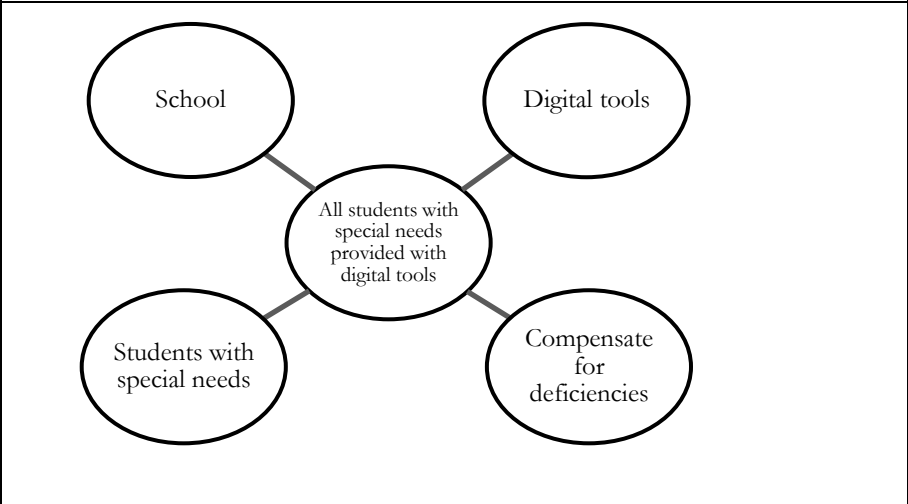 School
Digital tools
All students with
special needs
provided with
digital tools
Students with
special needs
Compensate
for
deficiencies